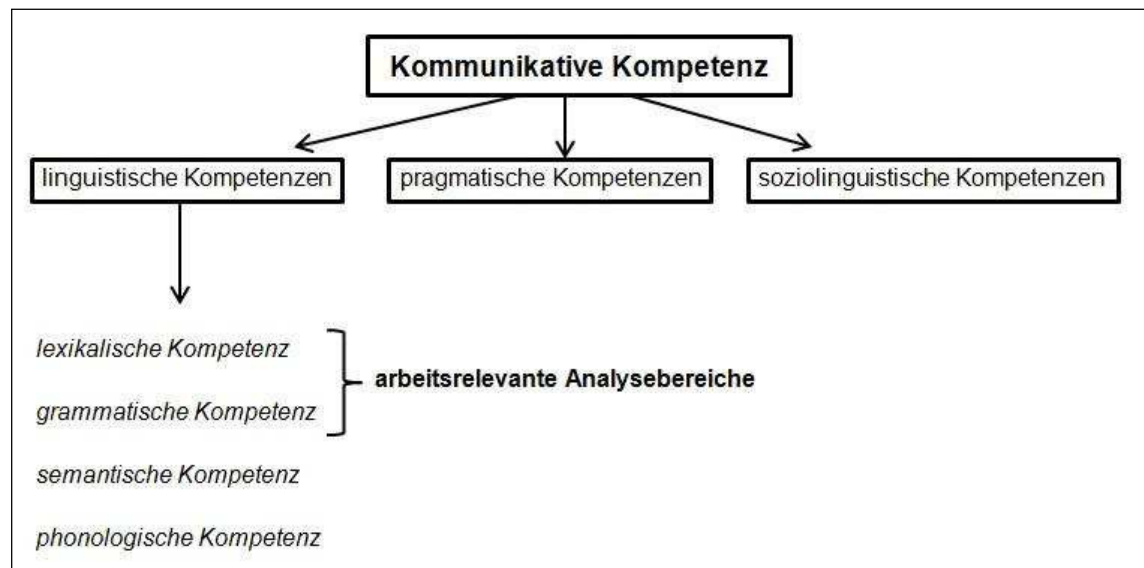 Kommunikative Kompetenz
linguistische Kompetenzen
pragmatische Kompetenzen
soziolinguistische Kompetenzen
lexikalische Kompetenz
arbeitsrelevante Analysebereiche
grammatische Kompetenz
semantische Kompetenz
phonologische Kompetenz